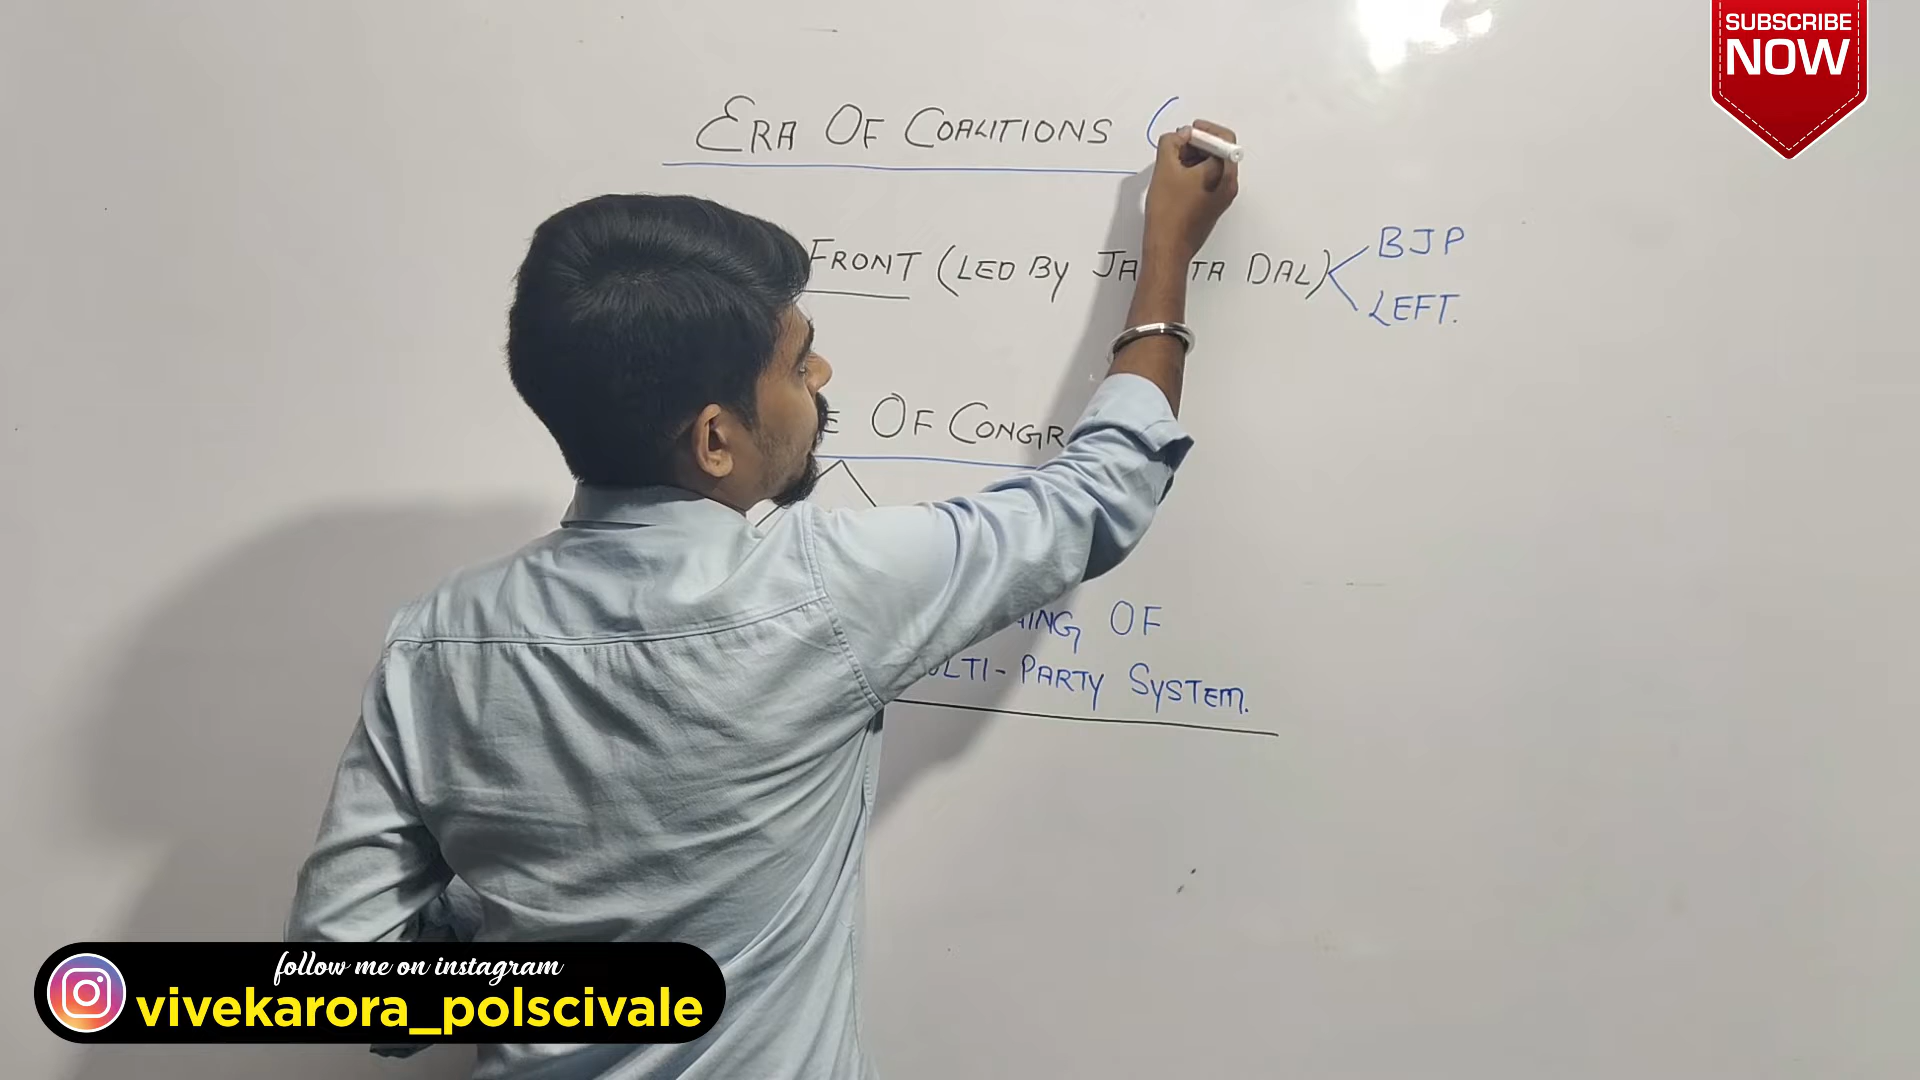 SUBSCRIBE
NOW
ERA OF COALITIONS (
FRONT (LED BY JA TA DAL)
BJP
LEFT.
OF CONGR
OF
PARTY SYSTEM.
follow me on instagram
vivekarora_polscivale